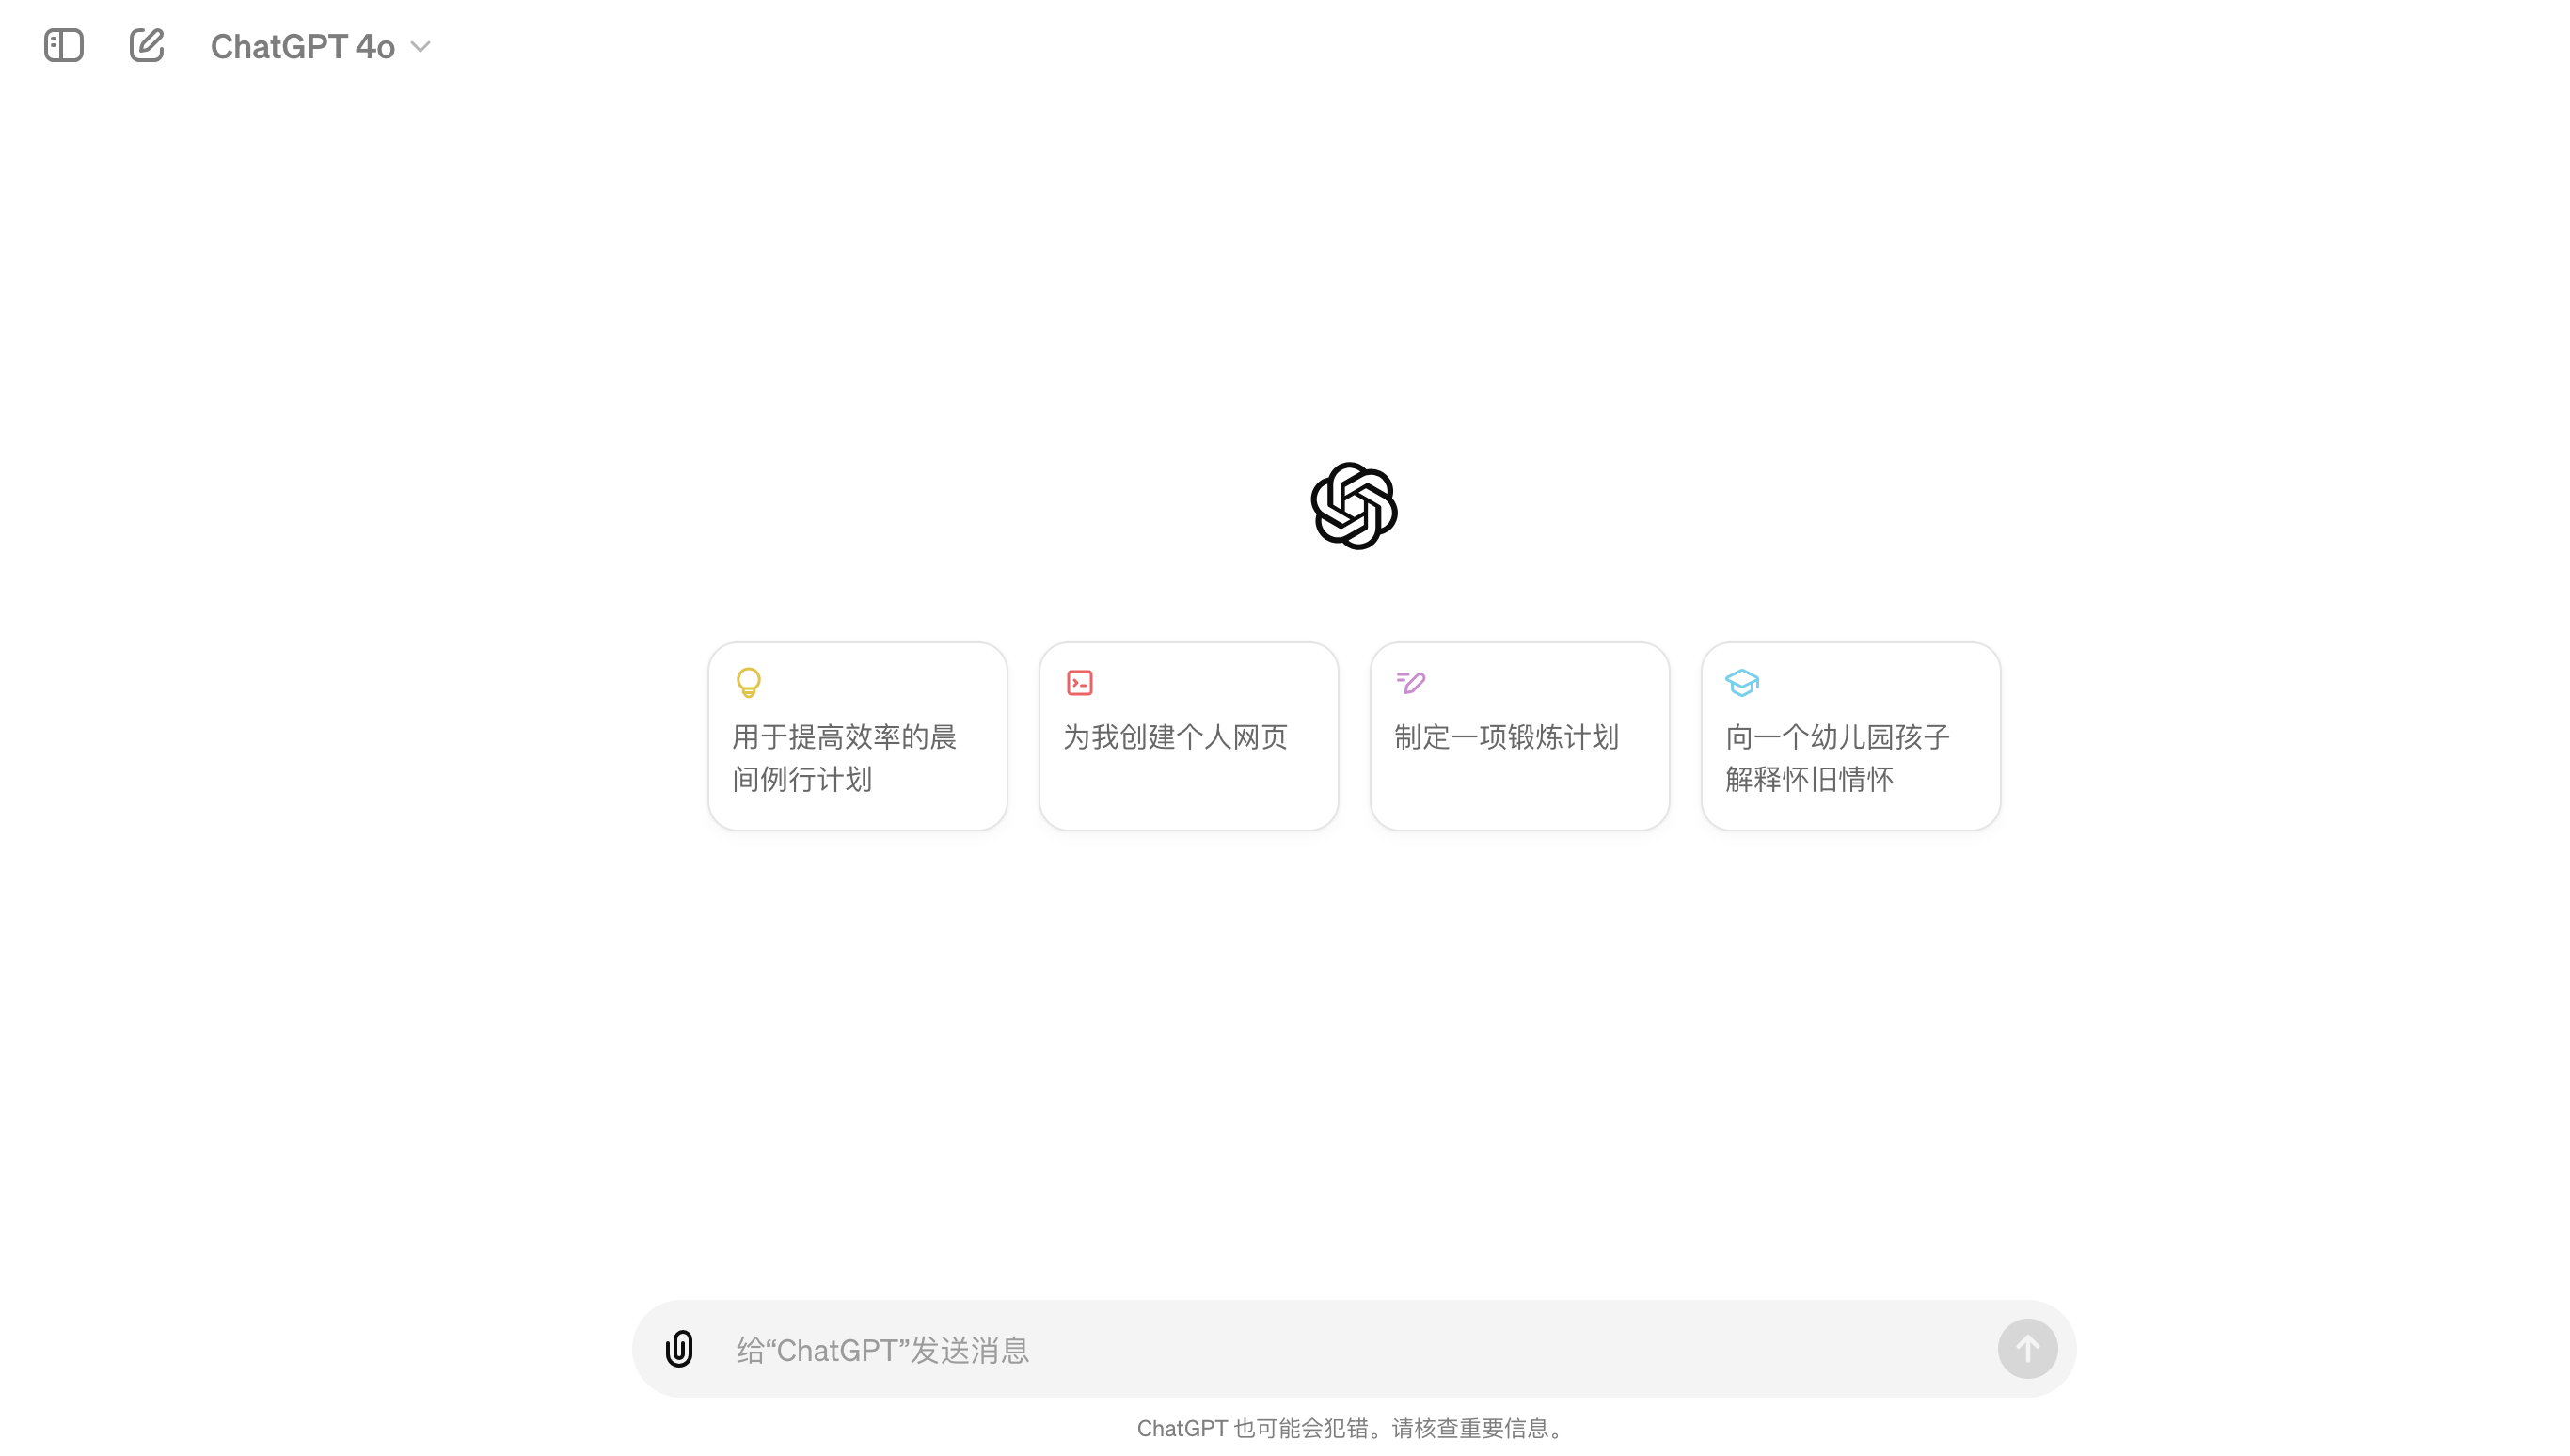 ChatGPT 4o
用于提高效率的晨
间例行计划
为我创建个人网页
制定一项锻炼计划
向一个幼儿园孩子
解释怀旧情怀
给“ChatGPT”发送消息
ChatGPT 也可能会犯错。请核查重要信息。